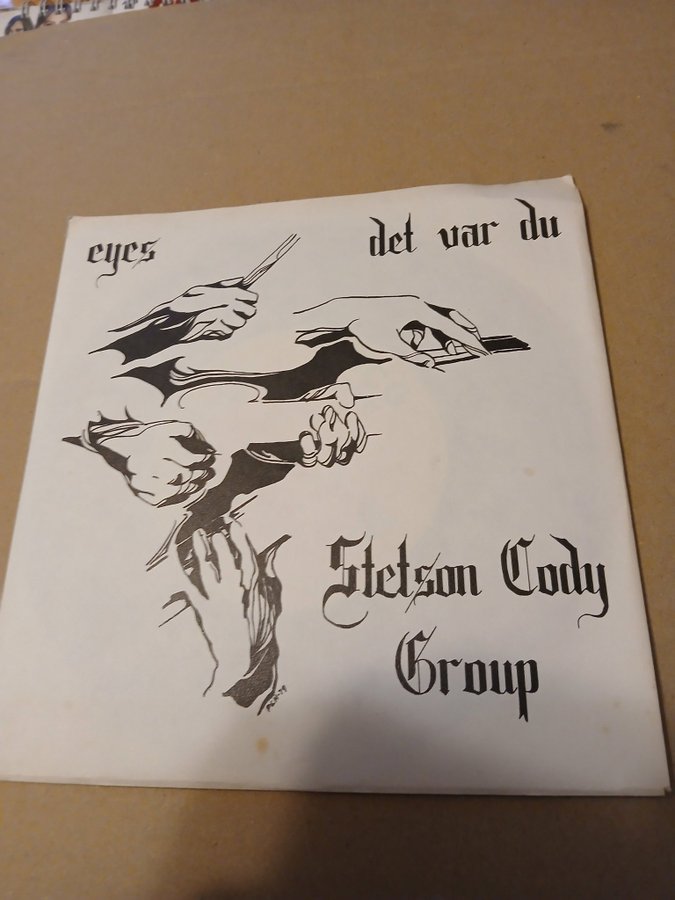 eyes
det var du
Stetson Cody
Group